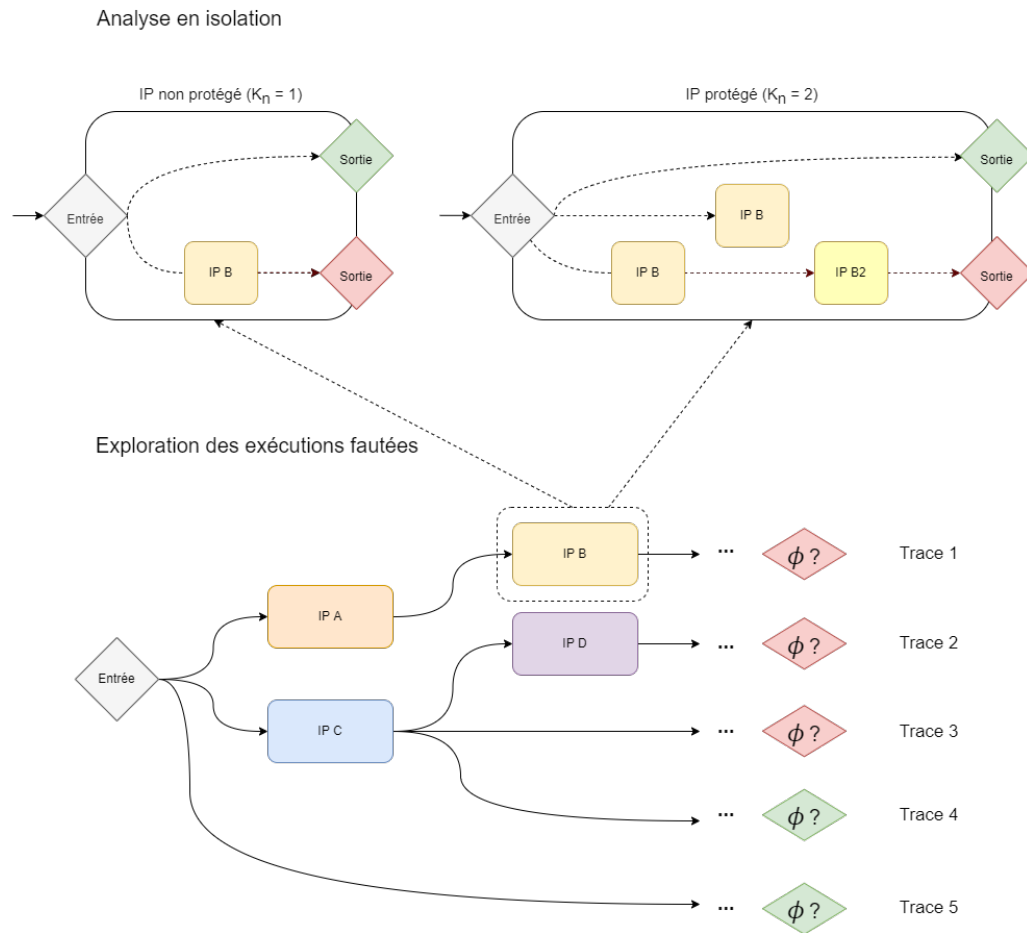 Analyse en isolation
IP non protégé (Kn = 1)
IP protégé (Kn = 2)
Sortie
Sortie
Entrée
IP B
Entrée
IP B
IP B
Sortie
IP B2
Sortie
Exploration des exécutions fautées
IP B
...
ϕ ?
Trace 1
IP A
IP D
...
ϕ ?
Trace 2
Entrée
IP C
...
ϕ ?
Trace 3
...
ϕ ?
Trace 4
...
ϕ ?
Trace 5